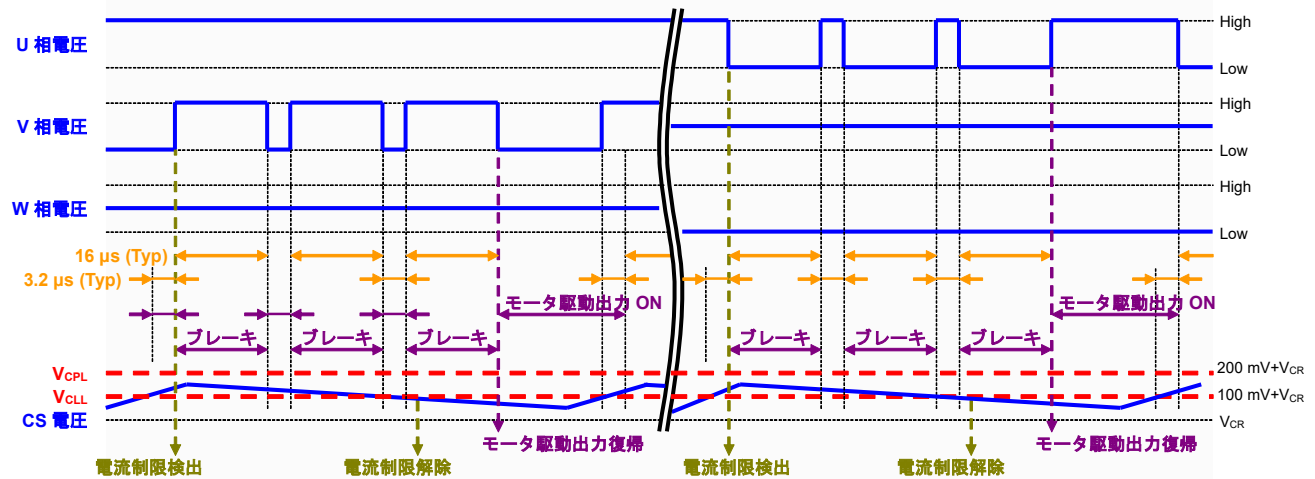 U 相電圧
High
Low
V 相電圧
High
Low
W 相電圧
High
Low
16 µs (Typ)
3.2 µs (Typ)
モータ駆動出力 ON
モータ駆動出力 ON
ブレーキ
ブレーキ
ブレーキ
ブレーキ
ブレーキ
ブレーキ
VCPL
200 mV+VCR
VCLL
100 mV+VCR
CS 電圧
VCR
モータ駆動出力復帰
モータ駆動出力復帰
電流制限検出
電流制限解除
電流制限検出
電流制限解除